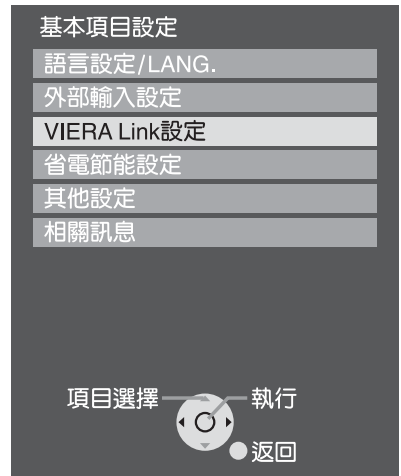 基本項目設定
語言設定/LANG.
外部輸入設定
VIERA Link設定
省電節能設定
其他設定
相關訊息
項目選擇 執行
返回